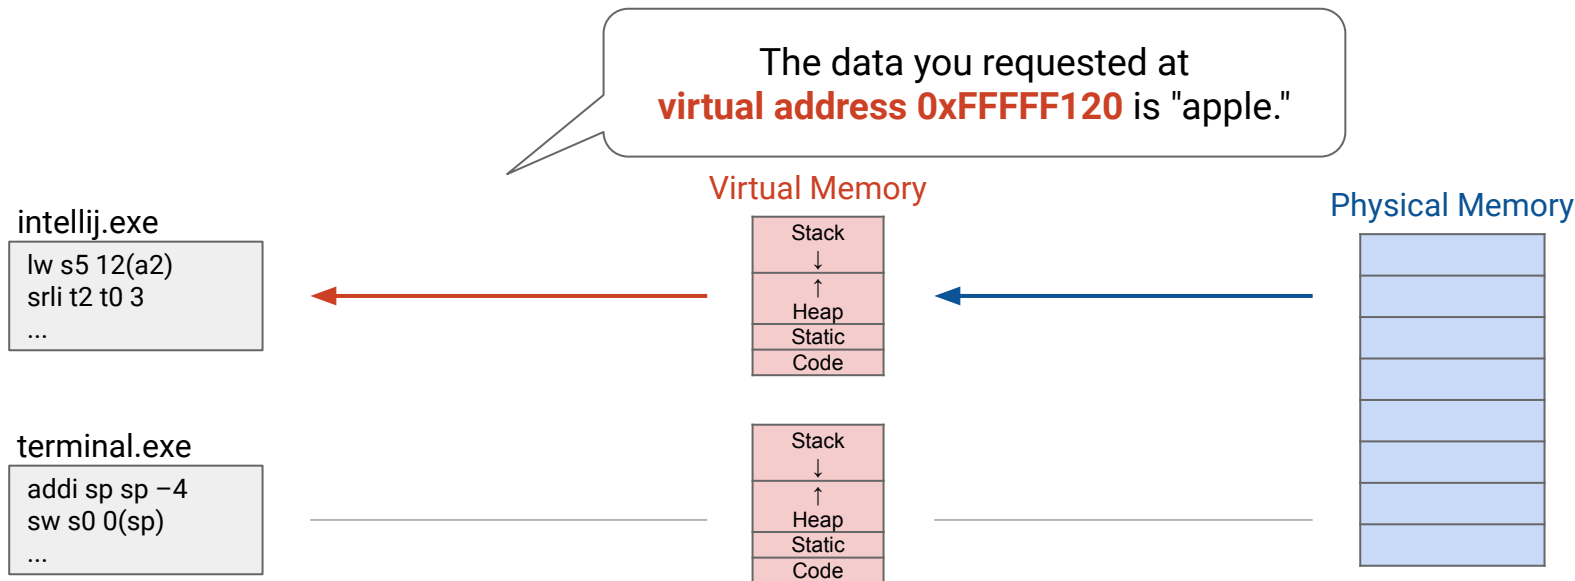 The data you requested at
virtual address 0xFFFFF120 is "apple."
Virtual Memory
Physical Memory
intellij.exe
lw s5 12(a2)
srli t2 t0 3
...
Stack
↓
↑
Heap
Static
Code
terminal.exe
addi sp sp −4
sw s0 0(sp)
...
Stack
↓
↑
Heap
Static
Code